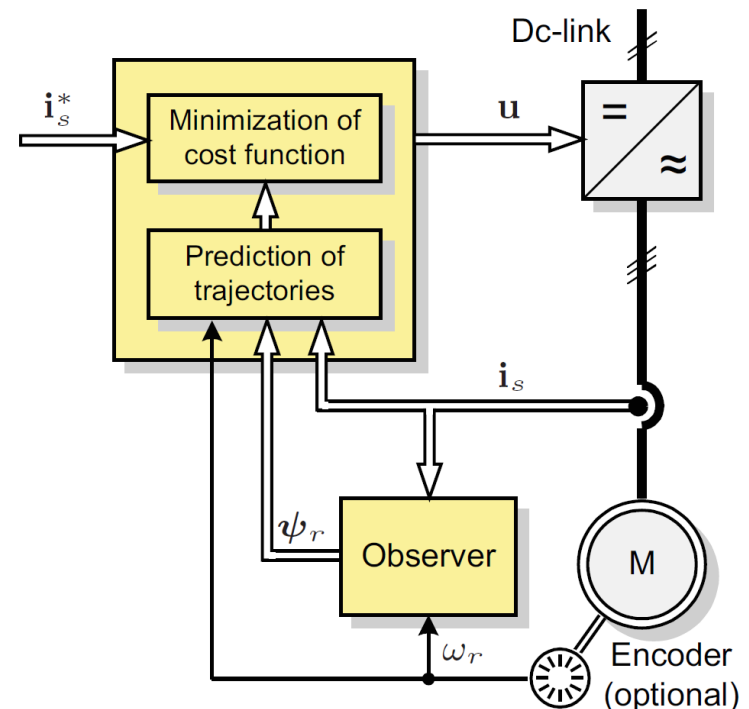 Dc-link
i*s
Minimization of
cost function
u
=
≈
Prediction of
trajectories
is
ψr
Observer
M
ωr
Encoder
(optional)